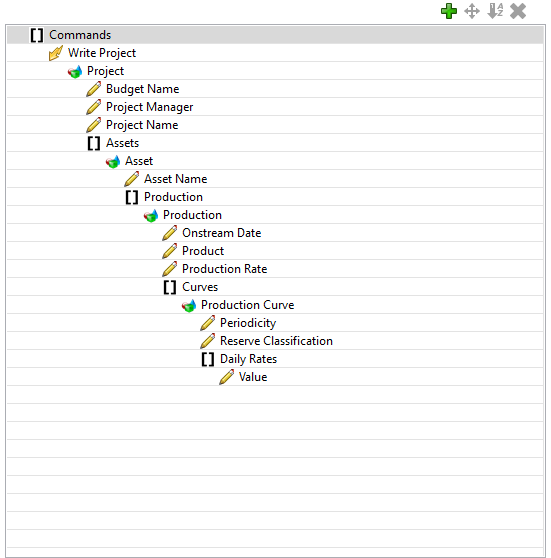 Commands
Write Project
Project
Budget Name
Project Manager
Project Name
Assets
Asset
Asset Name
Production
Production
Onstream Date
Product
Production Rate
Curves
Production Curve
Periodicity
Reserve Classification
Daily Rates
Value